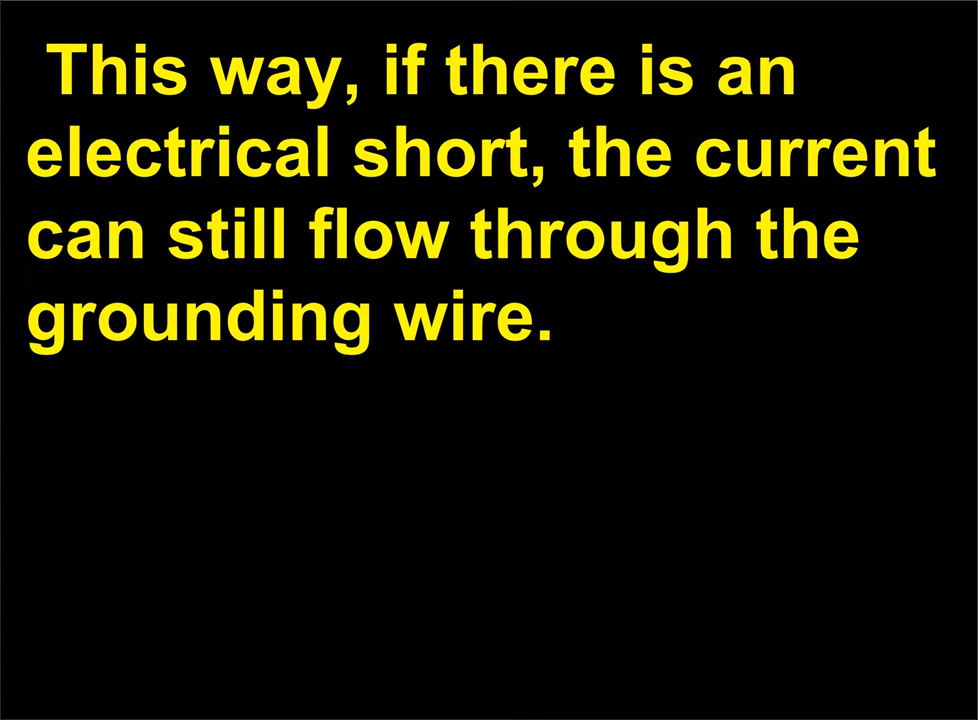 This way, if there is an
electrical short, the current
can still flow through the
grounding wire.